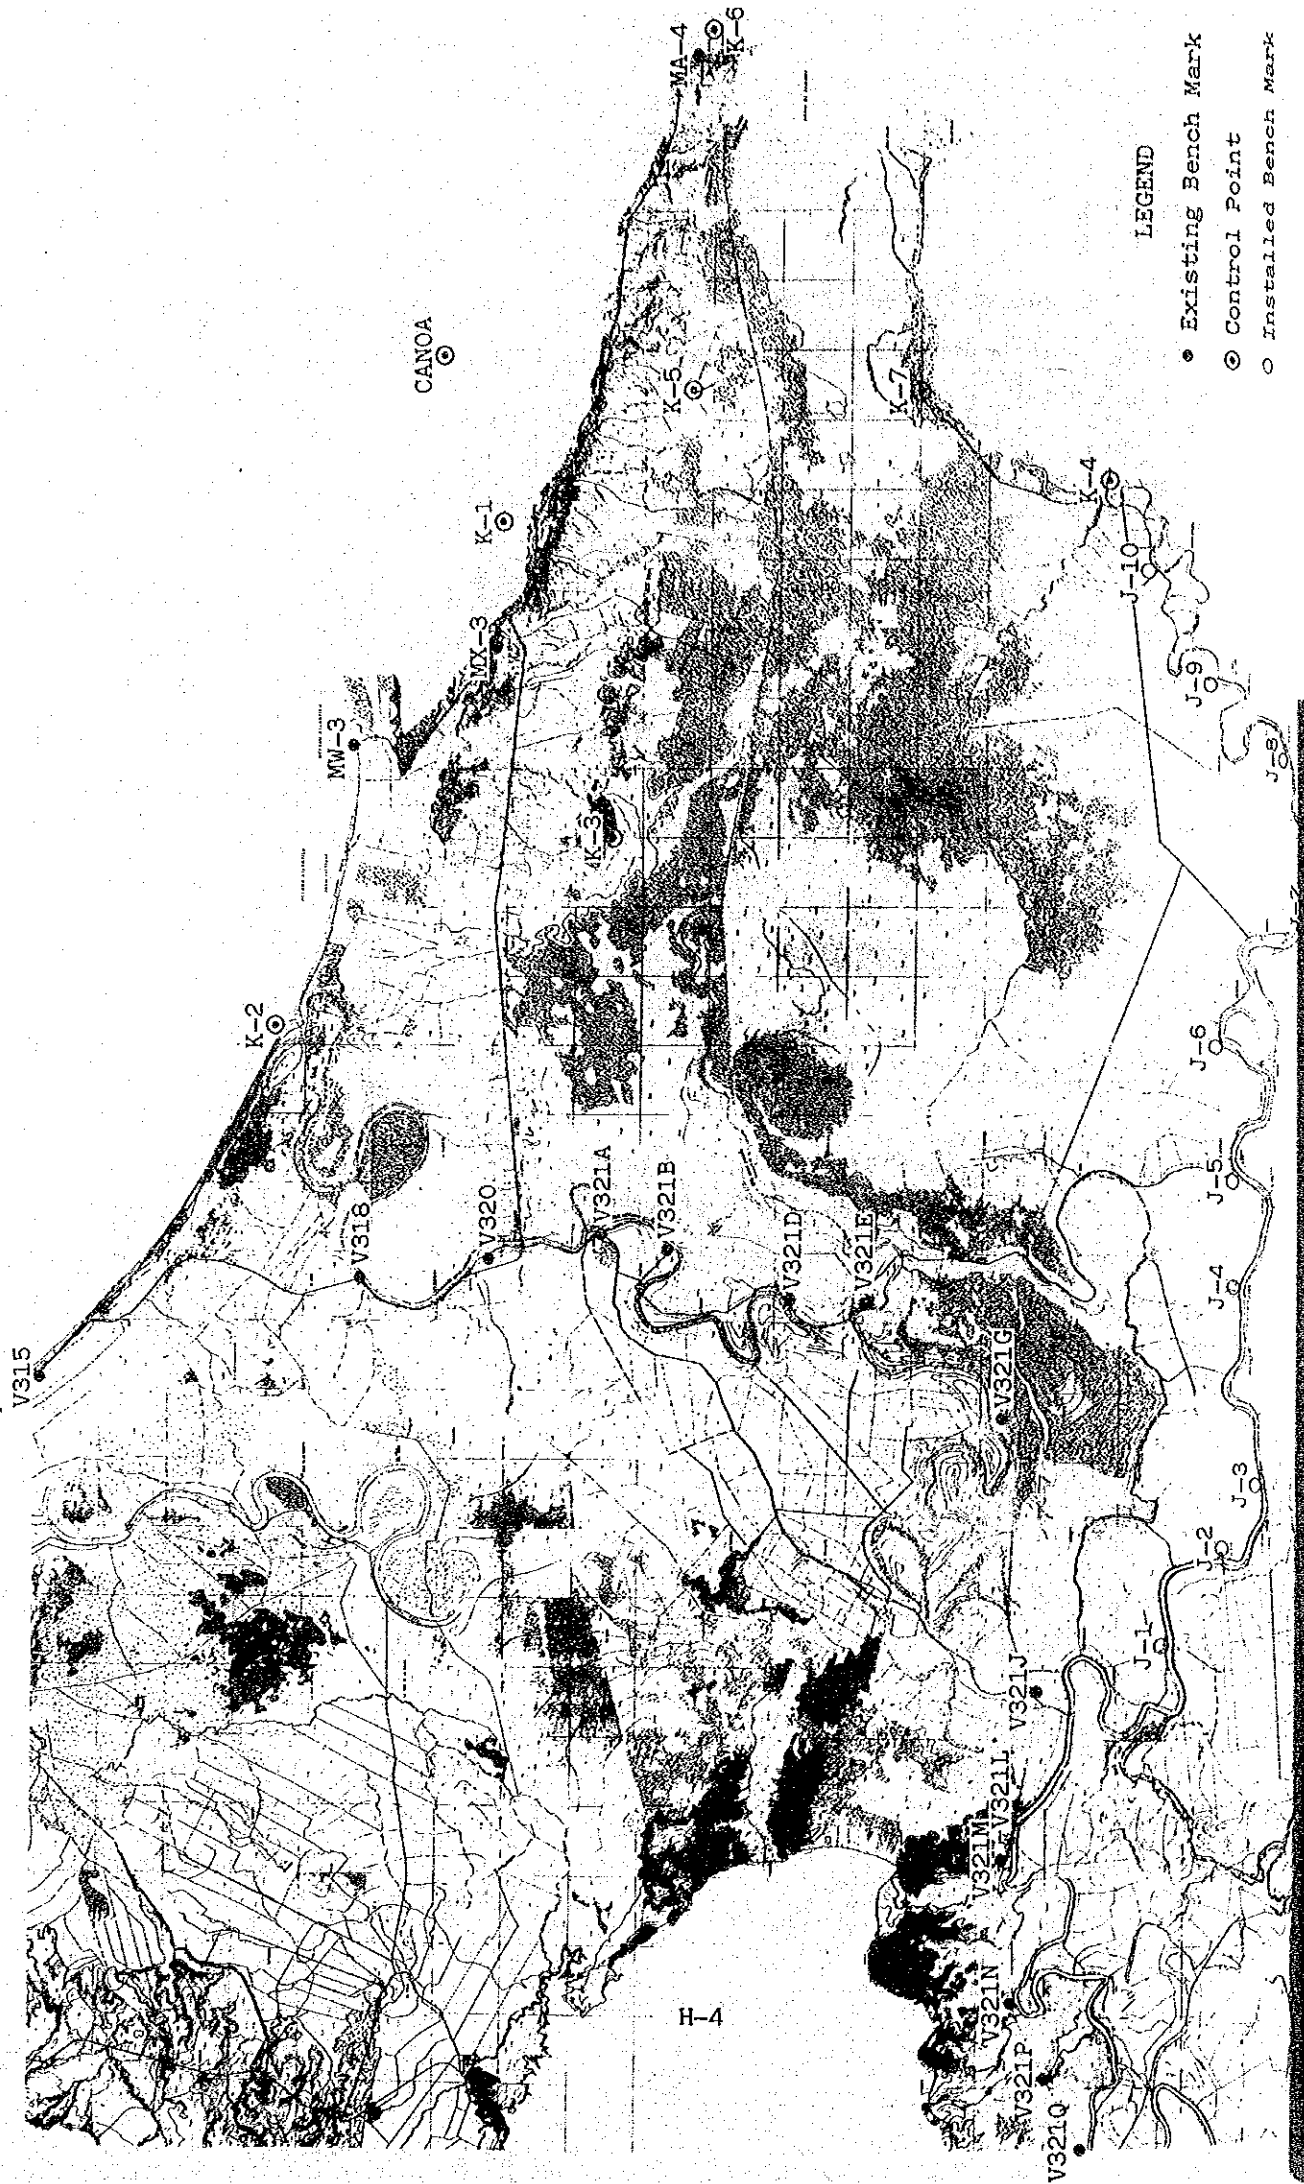 MA-4
K-6
CANOA
K-5
K-7
K-1
K-4
J-10
MX-3
J-9
MW-3
J-8
K-3
K-2
J-6
V321A
V321B
J-5
V318
V320
V321D
V321E
J-4
V315
V321G
J-3
J-2
J-1
V321J
V321L
V321M
V321N
V321P
V321Q
H-4
LEGEND
Existing Bench Mark
Control Point
Installed Bench Mark